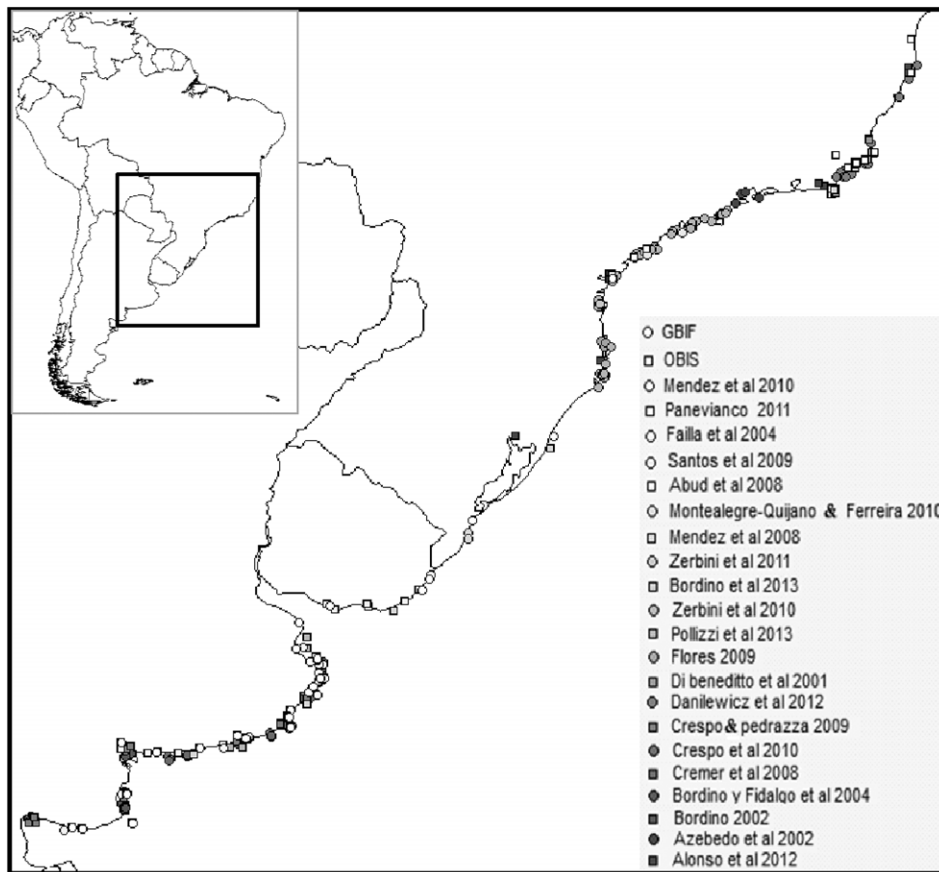 GBIF
OBIS
Mendez et al 2010
Panevianco 2011
Failla et al 2004
Santos et al 2009
Abud et al 2008
Montealegre-Quijano & Ferreira 2010
Mendez et al 2008
Zerbini et al 2011
Bordino et al 2013
Zerbini et al 2010
Pollizzi et al 2013
Flores 2009
Di beneditto et al 2001
Danilewicz et al 2012
Crespo& pedrazza 2009
Crespo et al 2010
Cremer et al 2008
Bordino y Fidalgo et al 2004
Bordino 2002
Azebedo et al 2002
Alonso et al 2012